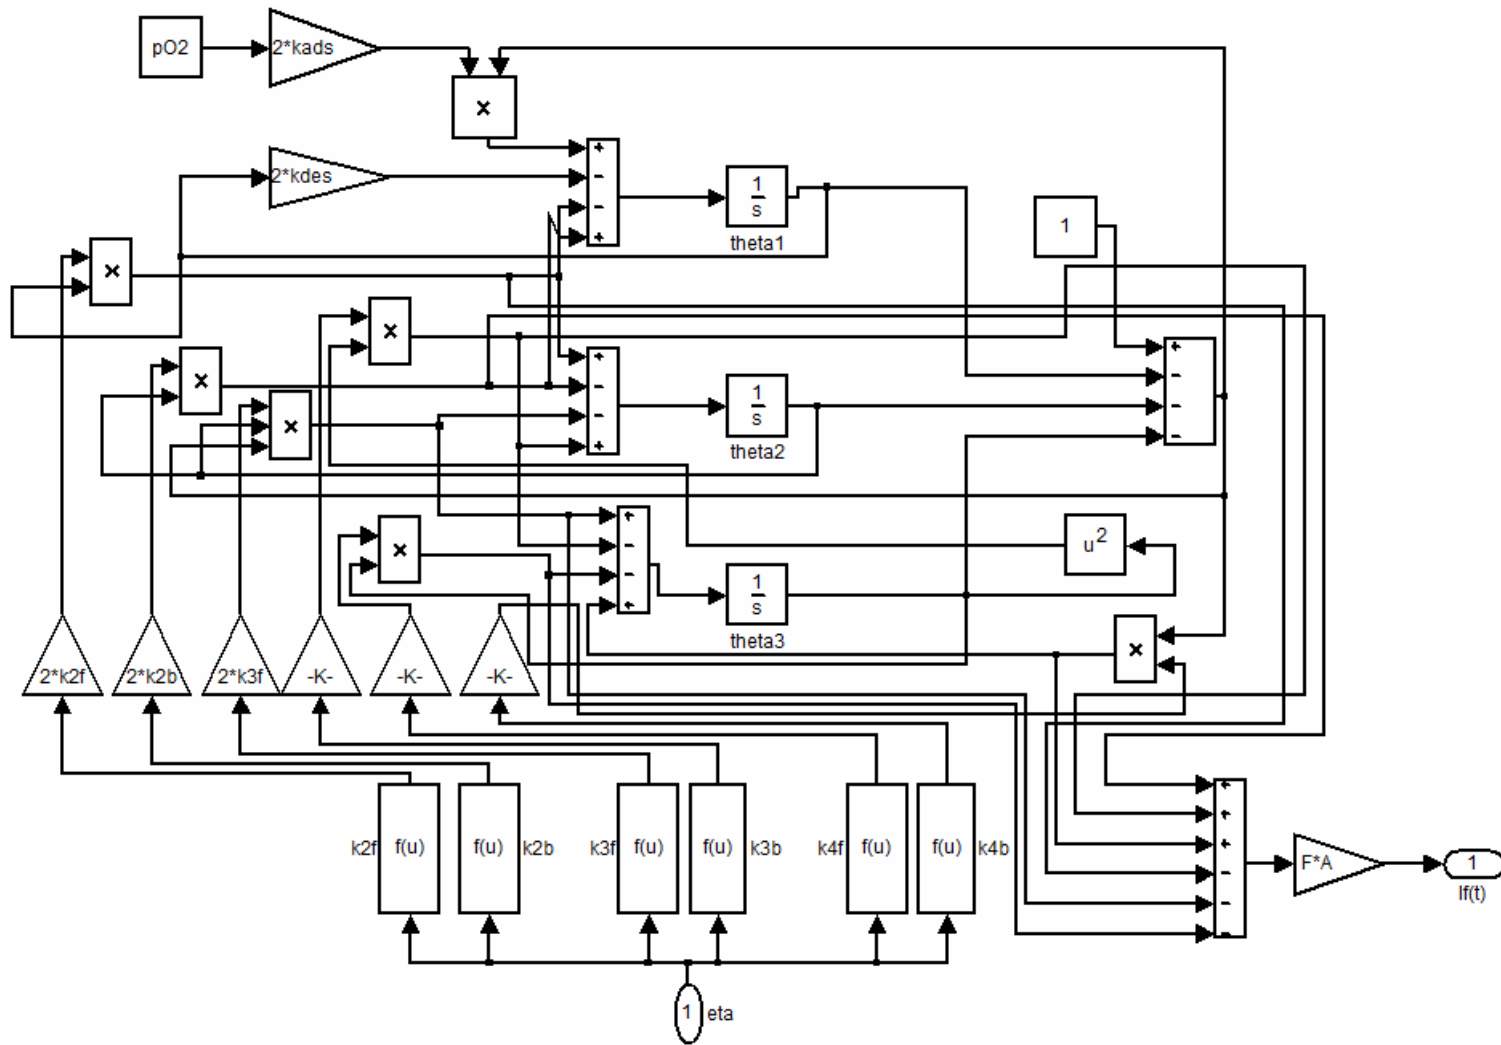 pO2
2*kads
×
+
2*kdes
−
−
+
1
s
theta1
1
×
×
×
×
+
−
−
+
1
s
theta2
+
−
−
−
×
+
−
−
+
1
s
theta3
u²
×
2*k2f
2*k2b
2*k3f
-K-
-K-
-K-
k2f
f(u)
f(u)
k2b
k3f
f(u)
f(u)
k3b
k4f
f(u)
f(u)
k4b
+
+
+
−
−
−
F*A
1
If(t)
1
eta